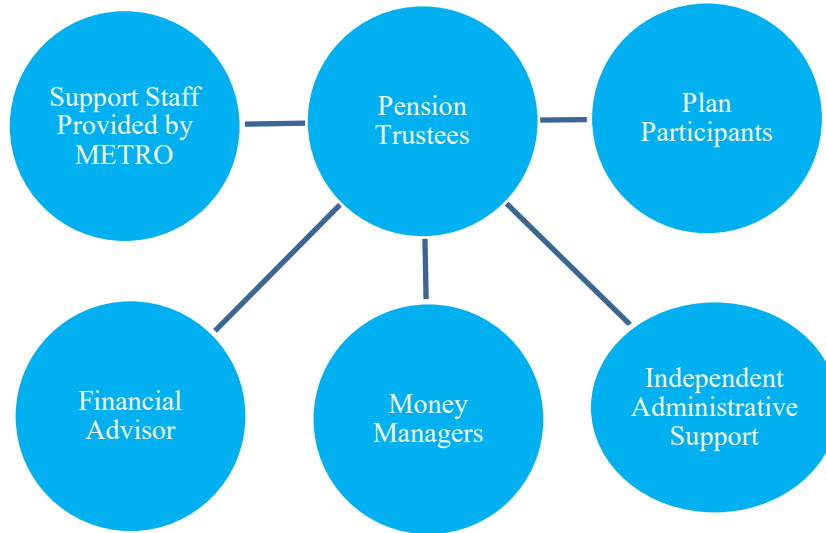 Support Staff
Provided by
METRO
Pension
Trustees
Plan
Participants
Financial
Advisor
Money
Managers
Independent
Administrative
Support